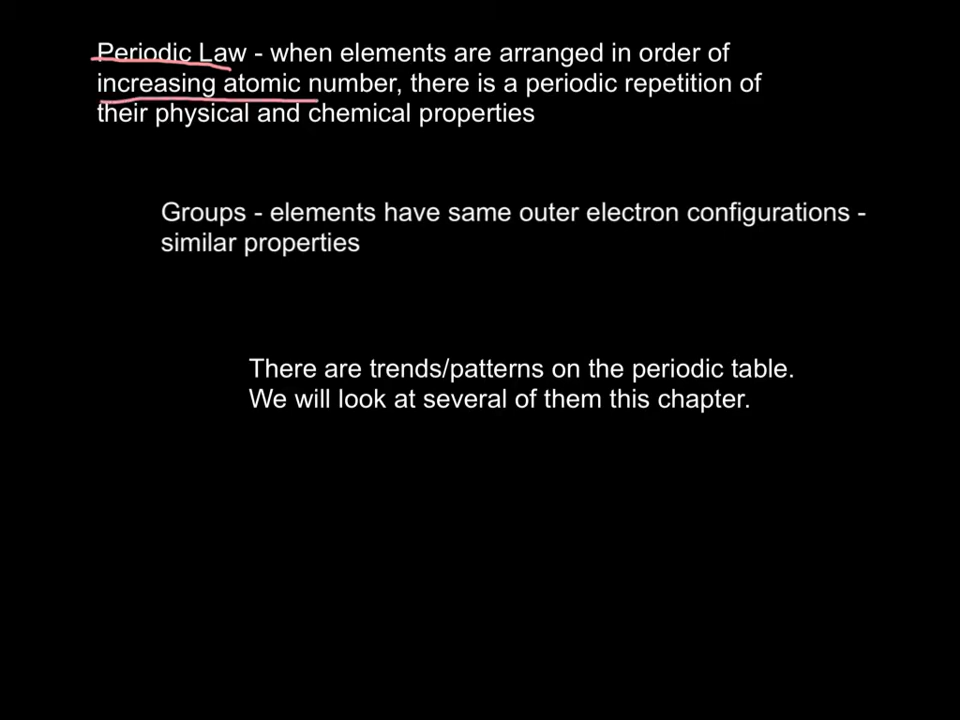 Periodic Law - when elements are arranged in order of
increasing atomic number, there is a periodic repetition of
their physical and chemical properties
Groups - elements have same outer electron configurations -
similar properties
There are trends/patterns on the periodic table.
We will look at several of them this chapter.